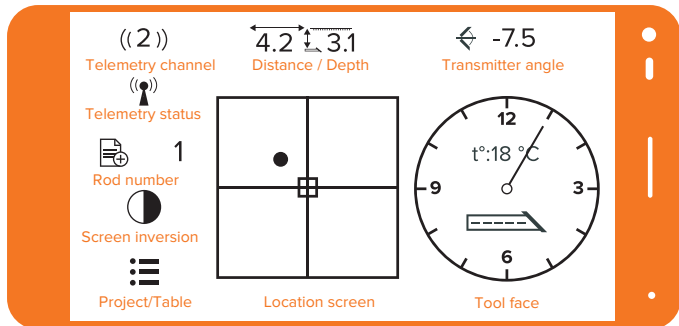 ((2))
Telemetry channel
4.2 3.1
Distance / Depth
-7.5
Transmitter angle
Telemetry status
1
Rod number
Screen inversion
Project/Table
Location screen
12
t°:18 °C
9
3
6
Tool face